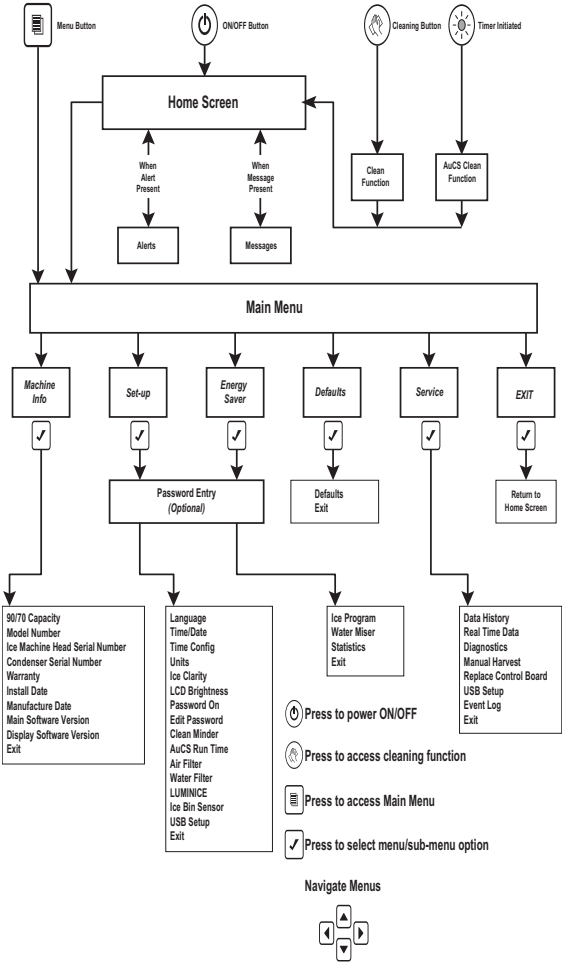 Menu Button
ON/OFF Button
Cleaning Button
Timer Initiated
Home Screen
When
Alert
Present
When
Message
Present
Clean
Function
AuCS Clean
Function
Alerts
Messages
Main Menu
Machine
Info
Set-up
Energy
Saver
Defaults
Service
EXIT
Password Entry
(Optional)
Defaults
Exit
Return to
Home Screen
90/70 Capacity
Model Number
Ice Machine Head Serial Number
Condenser Serial Number
Warranty
Install Date
Manufacture Date
Main Software Version
Display Software Version
Exit
Language
Time/Date
Time Config
Units
Ice Clarity
LCD Brightness
Password On
Edit Password
Clean Minder
AuCS Run Time
Air Filter
Water Filter
LUMINICE
Ice Bin Sensor
USB Setup
Exit
Ice Program
Water Miser
Statistics
Exit
Data History
Real Time Data
Diagnostics
Manual Harvest
Replace Control Board
USB Setup
Event Log
Exit
Press to power ON/OFF
Press to access cleaning function
Press to access Main Menu
Press to select menu/sub-menu option
Navigate Menus